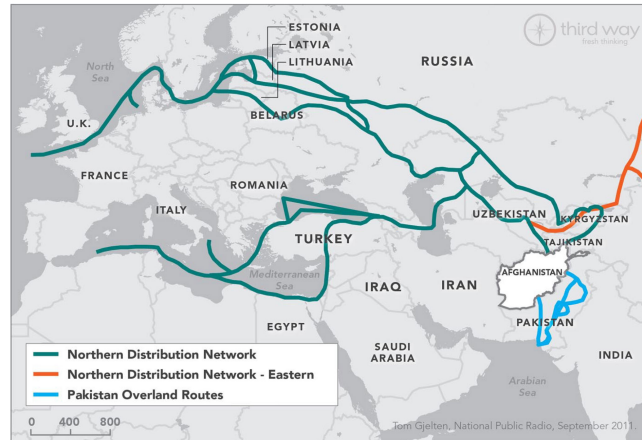 third way
fresh thinking
ESTONIA
LATVIA
LITHUANIA
RUSSIA
North
Sea
U.K.
BELARUS
FRANCE
ROMANIA
ITALY
UZBEKISTAN
KYRGYZSTAN
TURKEY
TAJIKISTAN
AFGHANISTAN
Mediterranean
Sea
IRAQ
IRAN
EGYPT
PAKISTAN
SAUDI
ARABIA
INDIA
Arabian
Sea
Northern Distribution Network
Northern Distribution Network - Eastern
Pakistan Overland Routes
0 400 800
Tom Gjelten, National Public Radio, September 2011.